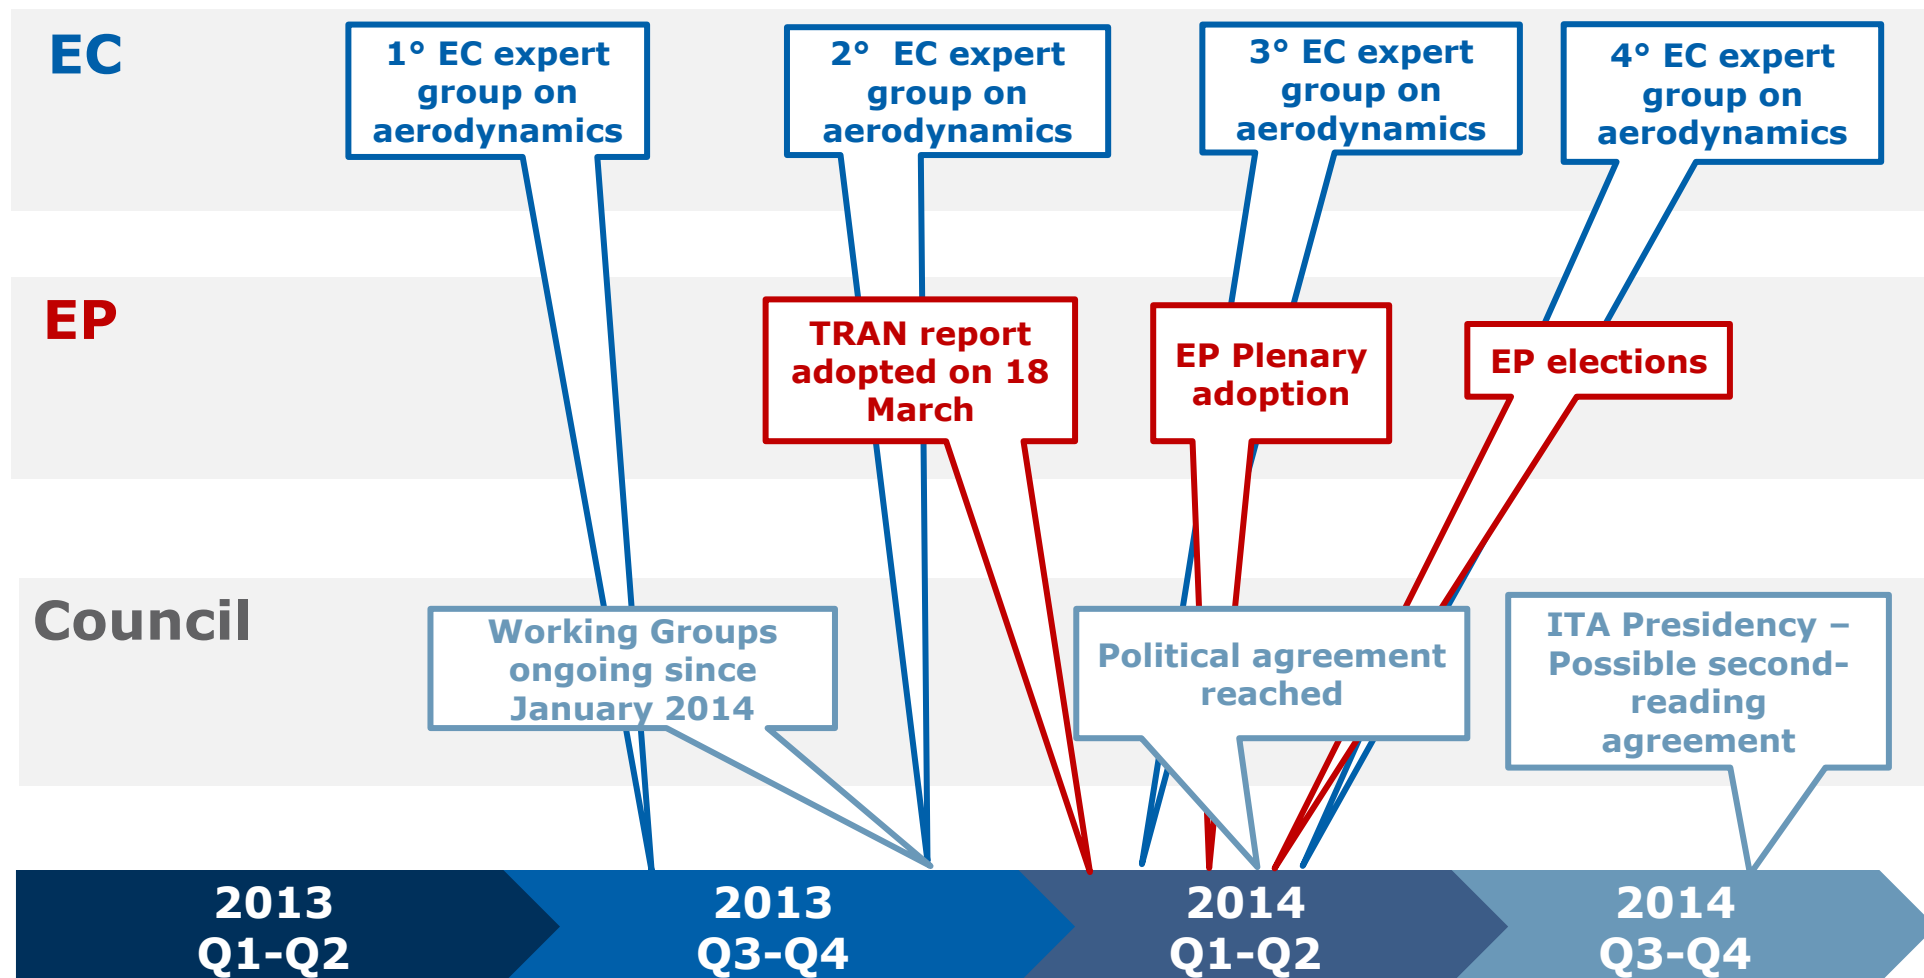 EC
1° EC expert
group on
aerodynamics
2° EC expert
group on
aerodynamics
3° EC expert
group on
aerodynamics
4° EC expert
group on
aerodynamics
EP
TRAN report
adopted on 18
March
EP Plenary
adoption
EP elections
Council
Working Groups
ongoing since
January 2014
Political agreement
reached
ITA Presidency –
Possible second-
reading
agreement
2013
Q1-Q2
2013
Q3-Q4
2014
Q1-Q2
2014
Q3-Q4